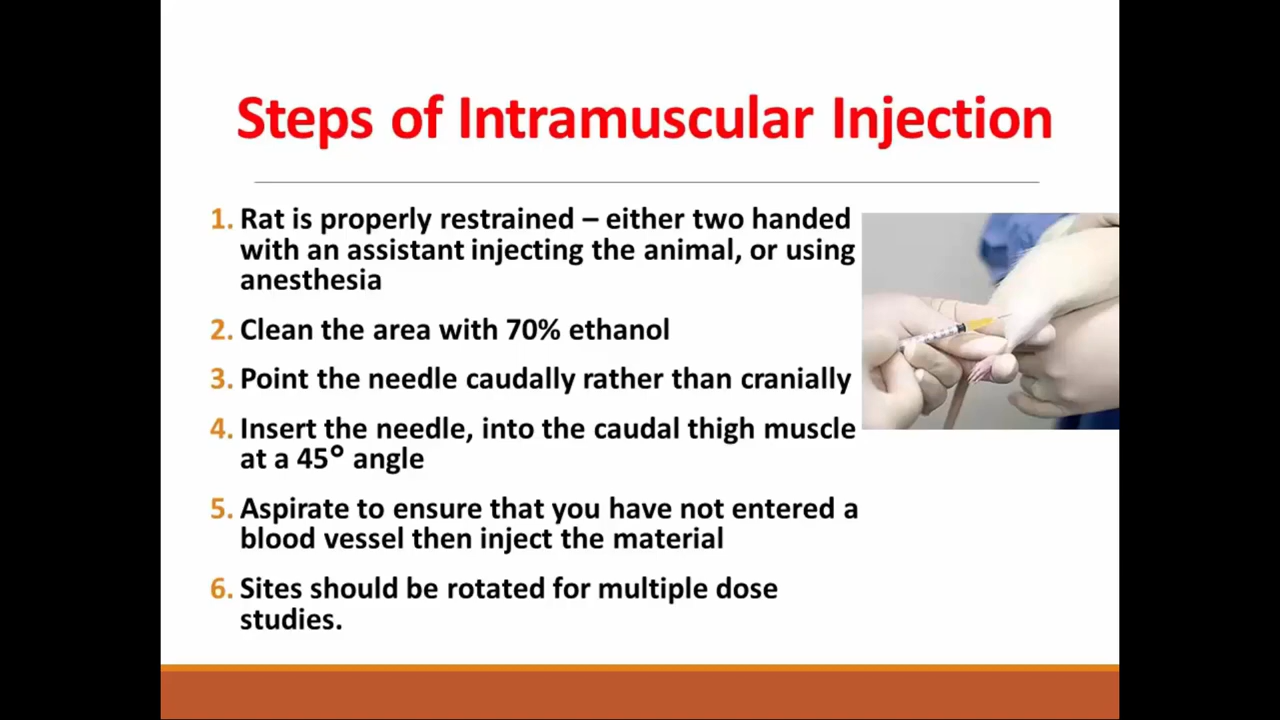 Steps of Intramuscular Injection
1. Rat is properly restrained – either two handed
with an assistant injecting the animal, or using
anesthesia
2. Clean the area with 70% ethanol
3. Point the needle caudally rather than cranially
4. Insert the needle, into the caudal thigh muscle
at a 45° angle
5. Aspirate to ensure that you have not entered a
blood vessel then inject the material
6. Sites should be rotated for multiple dose
studies.